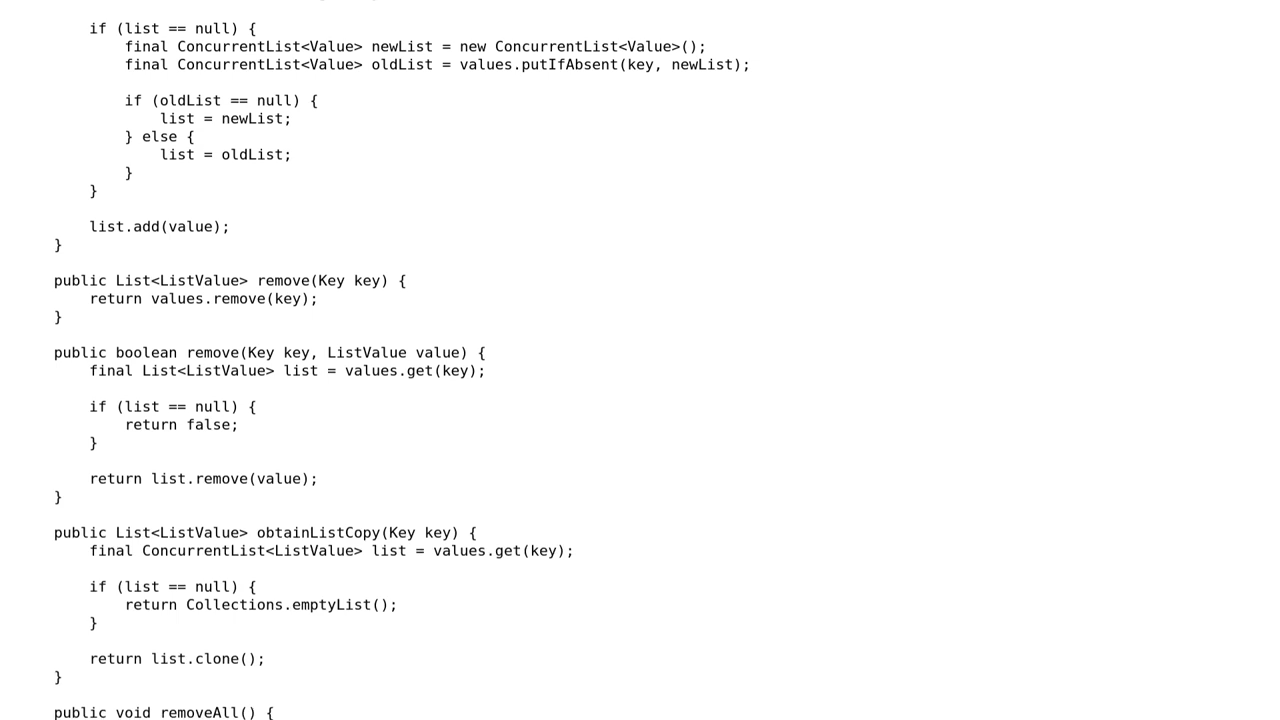 if (list == null) {
final ConcurrentList<Value> newList = new ConcurrentList<Value>();
final ConcurrentList<Value> oldList = values.putIfAbsent(key, newList);
if (oldList == null) {
list = newList;
} else {
list = oldList;
}
}
list.add(value);
}
public List<ListValue> remove(Key key) {
return values.remove(key);
}
public boolean remove(Key key, ListValue value) {
final List<ListValue> list = values.get(key);
if (list == null) {
return false;
}
return list.remove(value);
}
public List<ListValue> obtainListCopy(Key key) {
final ConcurrentList<ListValue> list = values.get(key);
if (list == null) {
return Collections.emptyList();
}
return list.clone();
}
public void removeAll() {